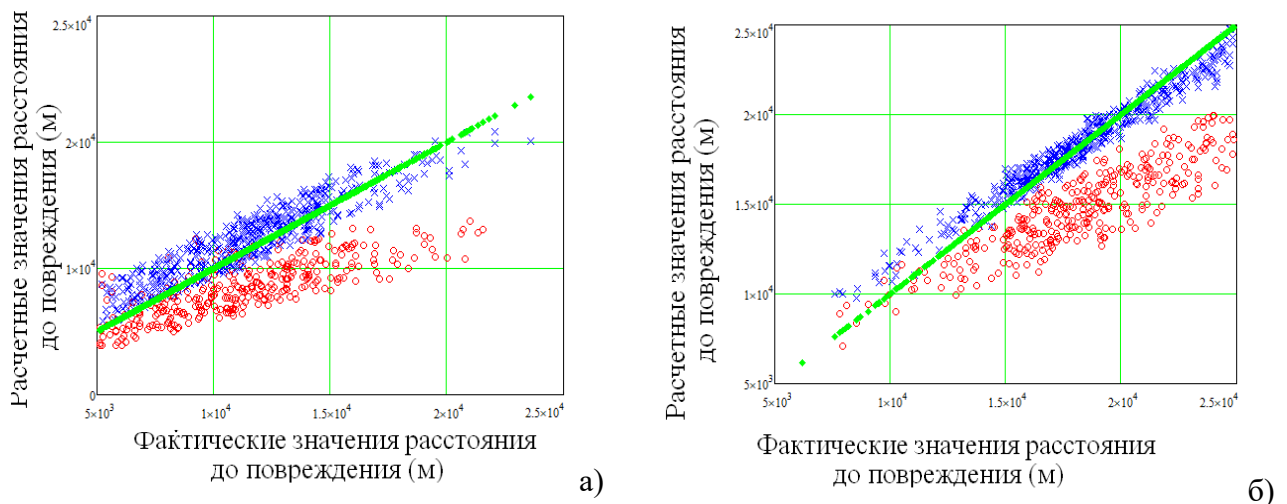 Расчетные значения расстояния
до повреждения (м)
2.5×10⁴
2×10⁴
1×10⁴
0
5×10³
1×10⁴
1.5×10⁴
2×10⁴
2.5×10⁴
Фактические значения расстояния
до повреждения (м)
а)
Расчетные значения расстояния
до повреждения (м)
2.5×10⁴
2×10⁴
1.5×10⁴
1×10⁴
5×10³
5×10³
1×10⁴
1.5×10⁴
2×10⁴
2.5×10⁴
Фактические значения расстояния
до повреждения (м)
б)